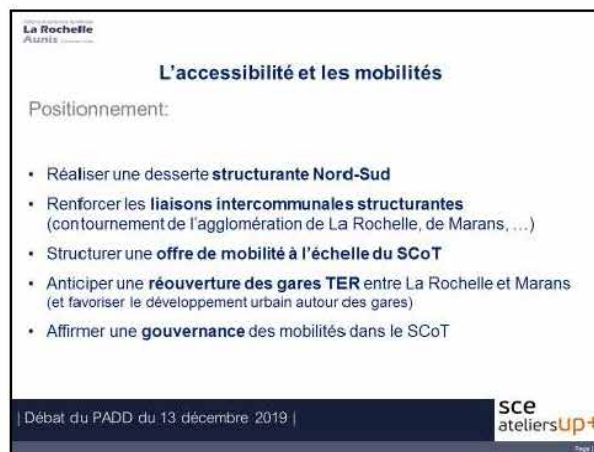 La Rochelle
Aunis
L'accessibilité et les mobilités
Positionnement:
• Réaliser une desserte structurante Nord-Sud
• Renforcer les liaisons intercommunales structurantes
(contournement de l'agglomération de La Rochelle, de Marans, …)
• Structurer une offre de mobilité à l'échelle du SCoT
• Anticiper une réouverture des gares TER entre La Rochelle et Marans
(et favoriser le développement urbain autour des gares)
• Affirmer une gouvernance des mobilités dans le SCoT
| Débat du PADD du 13 décembre 2019 |
sce
ateliersup+
Page